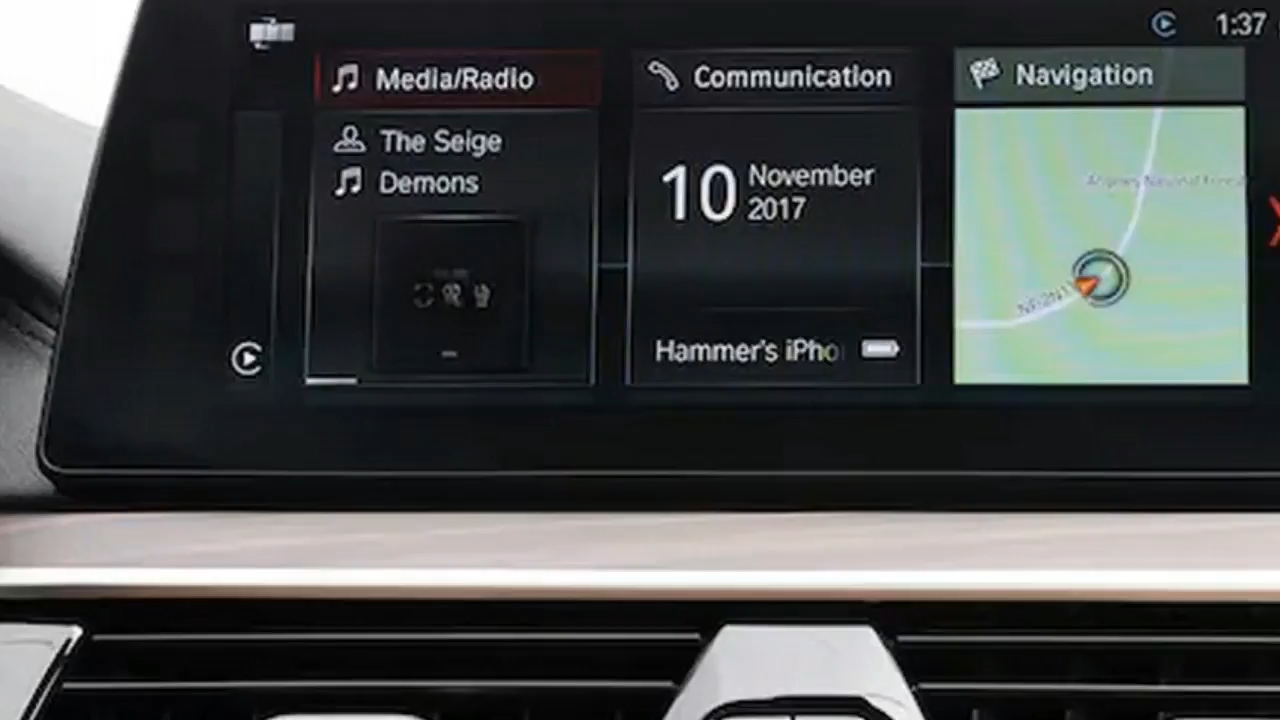 1:37
Media/Radio
Communication
Navigation
The Seige
Demons
10
November
2017
Hammer's iPho